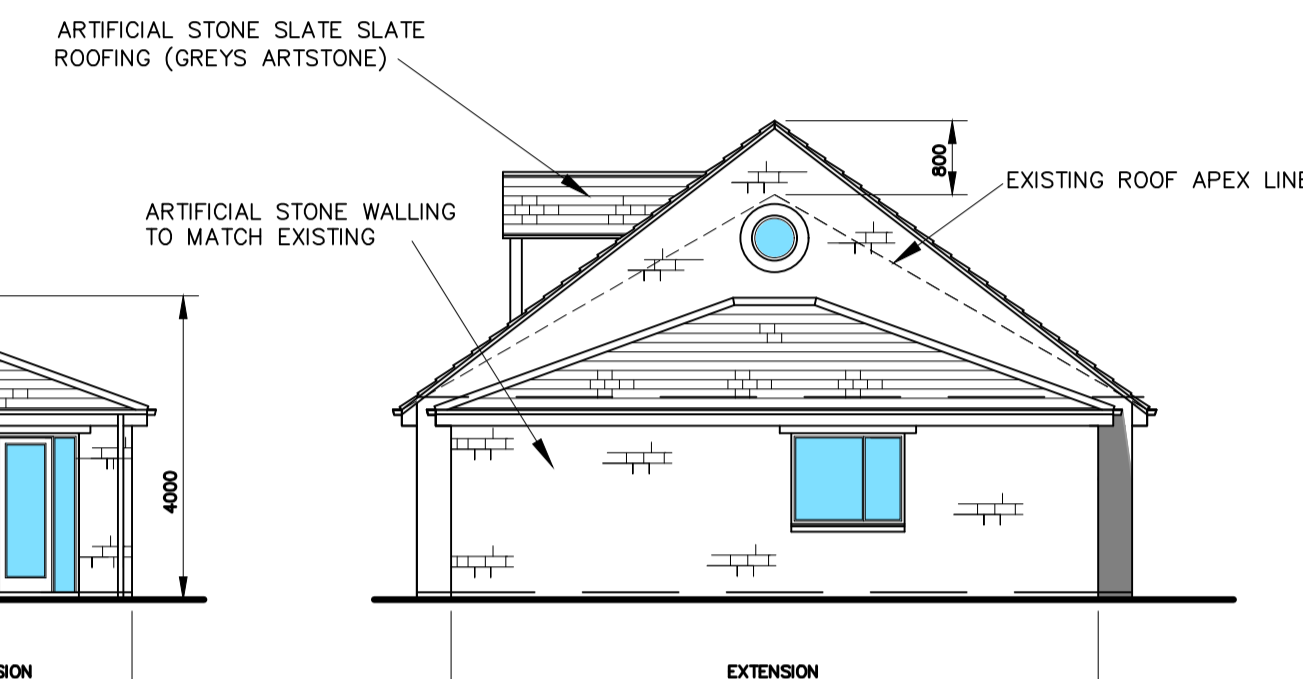 ARTIFICIAL STONE SLATE SLATE
ROOFING (GREYS ARTSTONE)
800
EXISTING ROOF APEX LINE
ARTIFICIAL STONE WALLING
TO MATCH EXISTING
4000
SION
EXTENSION